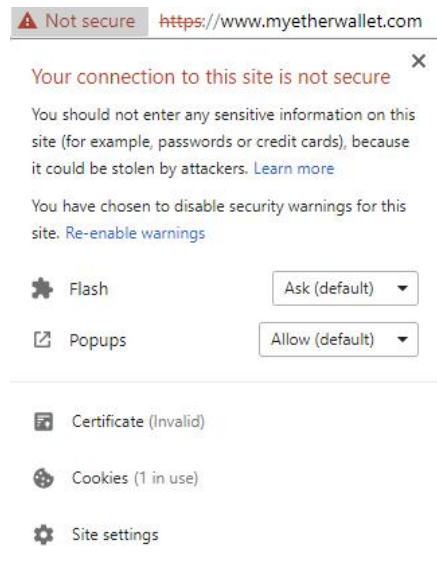 Not secure https://www.myetherwallet.com
Your connection to this site is not secure
You should not enter any sensitive information on this
site (for example, passwords or credit cards), because
it could be stolen by attackers. Learn more
You have chosen to disable security warnings for this
site. Re-enable warnings
Flash Ask (default)
Popups Allow (default)
Certificate (Invalid)
Cookies (1 in use)
Site settings